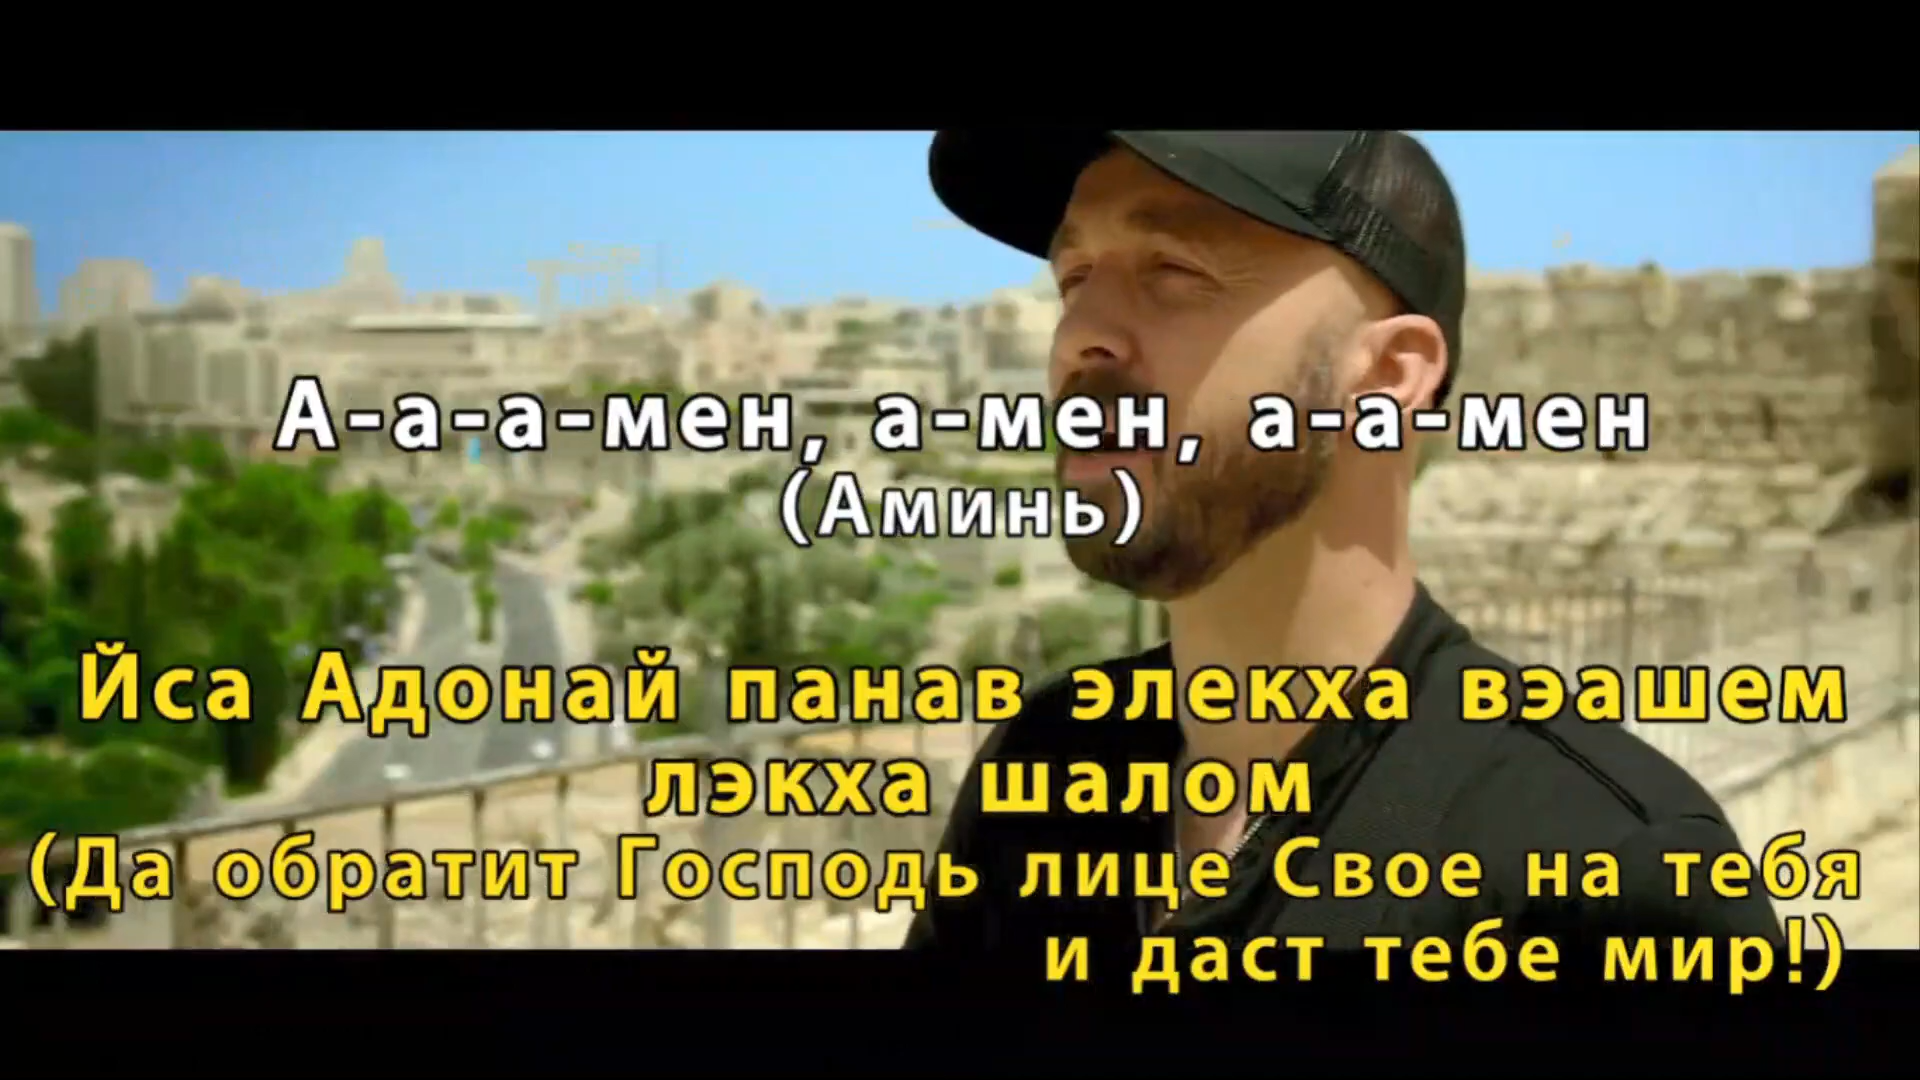 А-а-а-мен, а-мен, а-а-мен
(Аминь)
Йса Адонай панав элекха вэашем
лэкха шалом
(Да обратит Господь лице Свое на тебя
и даст тебе мир!)